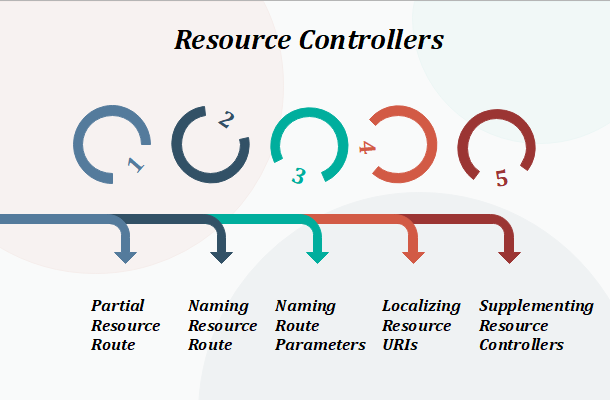 Resource Controllers
1
2
3
4
5
Partial
Resource
Route
Naming
Resource
Route
Naming
Route
Parameters
Localizing
Resource
URIs
Supplementing
Resource
Controllers